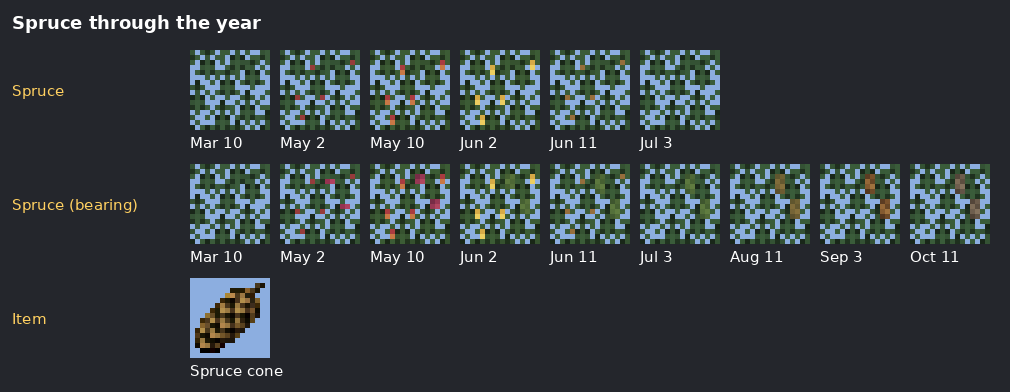 Spruce through the year
Spruce
Mar 10 May 2 May 10 Jun 2 Jun 11 Jul 3
Spruce (bearing)
Mar 10 May 2 May 10 Jun 2 Jun 11 Jul 3 Aug 11 Sep 3 Oct 11
Item
Spruce cone